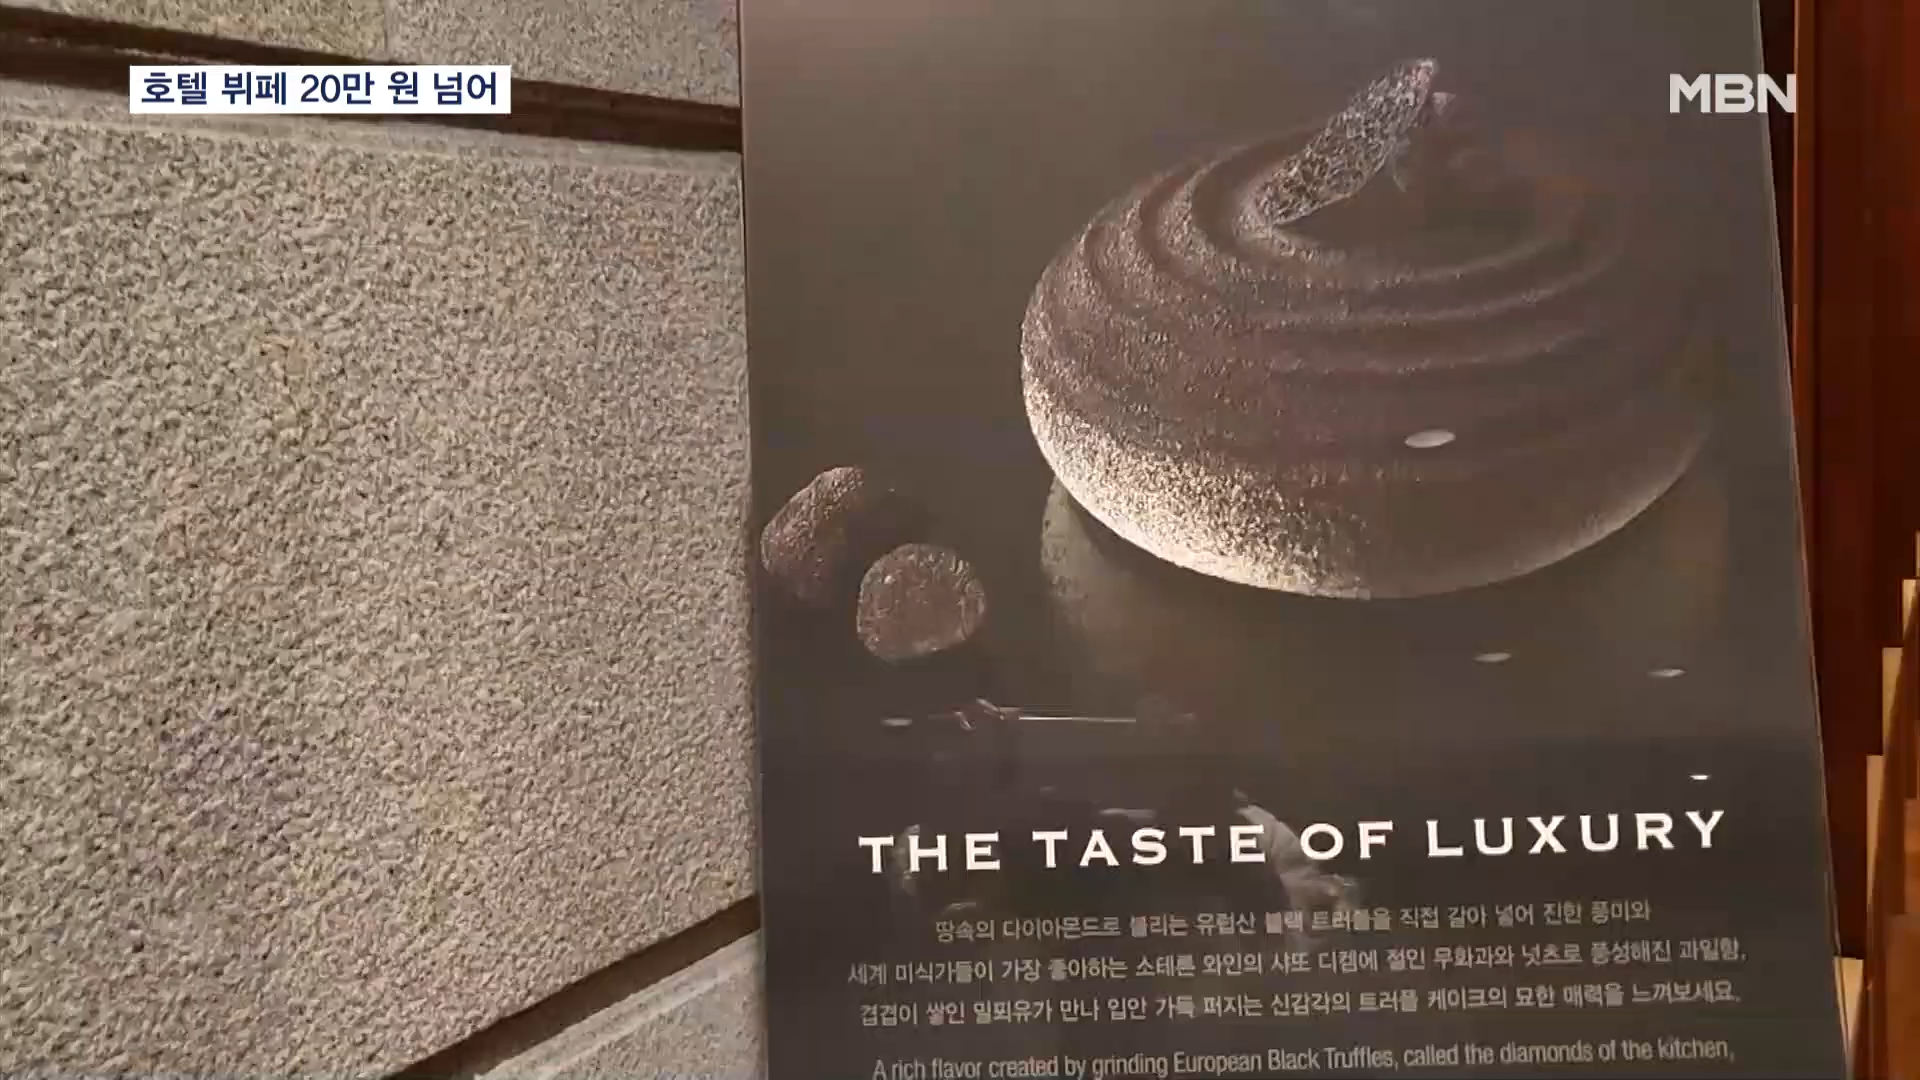 호텔 뷔페 20만 원 넘어
MBN
THE TASTE OF LUXURY
땅속의 다이아몬드로 불리는 유럽산 블랙 트러플을 직접 갈아 넣어 진한 풍미와
세계 미식가들이 가장 좋아하는 소테른 와인의 샤또 디켐에 절인 무화과와 넛츠로 풍성해진 과일향,
겹겹이 쌓인 밀푀유가 만나 입안 가득 퍼지는 신감각의 트러플 케이크의 묘한 매력을 느껴보세요.
A rich flavor created by grinding European Black Truffles, called the diamonds of the kitchen,